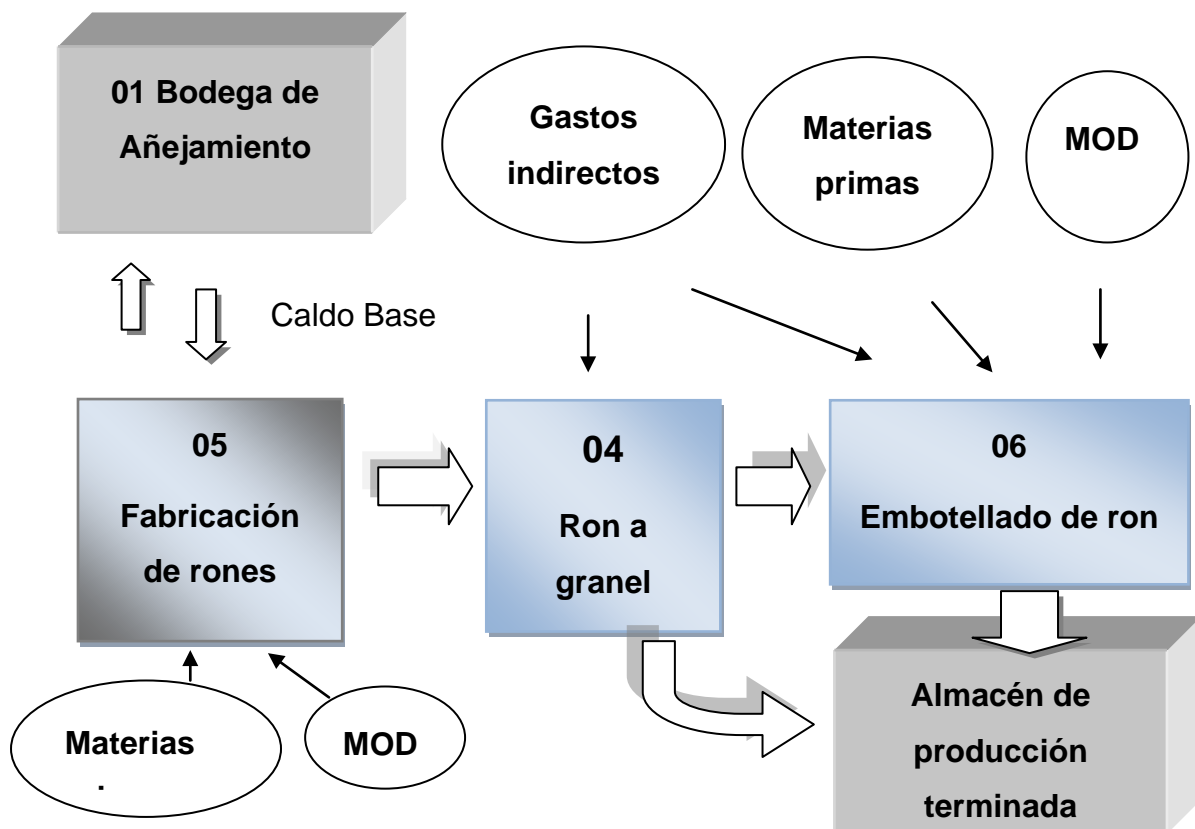 01 Bodega de
Añejamiento
Gastos
indirectos
Materias
primas
MOD
Caldo Base
05
Fabricación
de rones
04
Ron a
granel
06
Embotellado de ron
Materias
MOD
Almacén de
producción
terminada